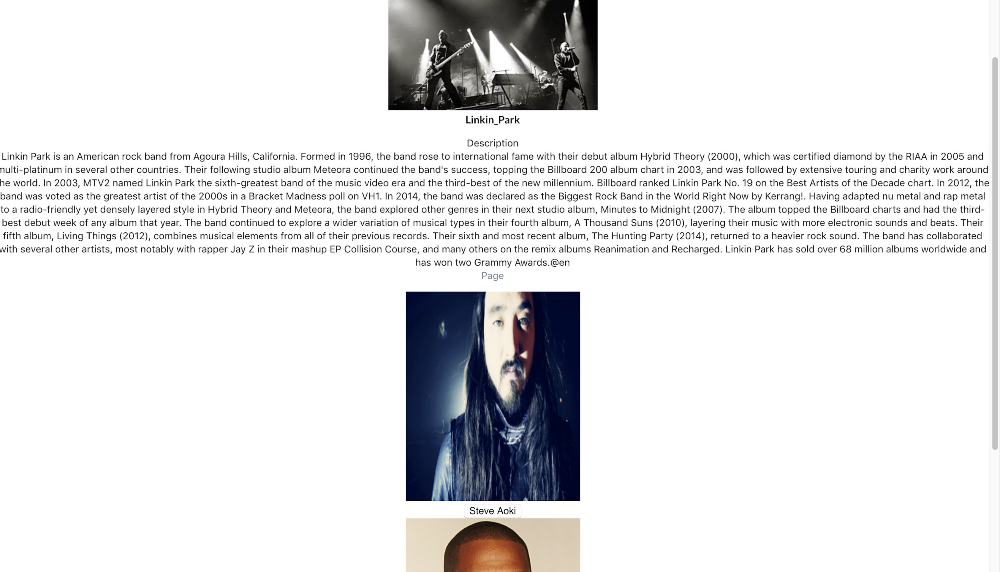 Linkin_Park
Description
Linkin Park is an American rock band from Agoura Hills, California. Formed in 1996, the band rose to international fame with their debut album Hybrid Theory (2000), which was certified diamond by the RIAA in 2005 and
multi-platinum in several other countries. Their following studio album Meteora continued the band's success, topping the Billboard 200 album chart in 2003, and was followed by extensive touring and charity work around
he world. In 2003, MTV2 named Linkin Park the sixth-greatest band of the music video era and the third-best of the new millennium. Billboard ranked Linkin Park No. 19 on the Best Artists of the Decade chart. In 2012, the
band was voted as the greatest artist of the 2000s in a Bracket Madness poll on VH1. In 2014, the band was declared as the Biggest Rock Band in the World Right Now by Kerrang!. Having adapted nu metal and rap metal
to a radio-friendly yet densely layered style in Hybrid Theory and Meteora, the band explored other genres in their next studio album, Minutes to Midnight (2007). The album topped the Billboard charts and had the third-
best debut week of any album that year. The band continued to explore a wider variation of musical types in their fourth album, A Thousand Suns (2010), layering their music with more electronic sounds and beats. Their
fifth album, Living Things (2012), combines musical elements from all of their previous records. Their sixth and most recent album, The Hunting Party (2014), returned to a heavier rock sound. The band has collaborated
with several other artists, most notably with rapper Jay Z in their mashup EP Collision Course, and many others on the remix albums Reanimation and Recharged. Linkin Park has sold over 68 million albums worldwide and
has won two Grammy Awards.@en
Page
Steve Aoki